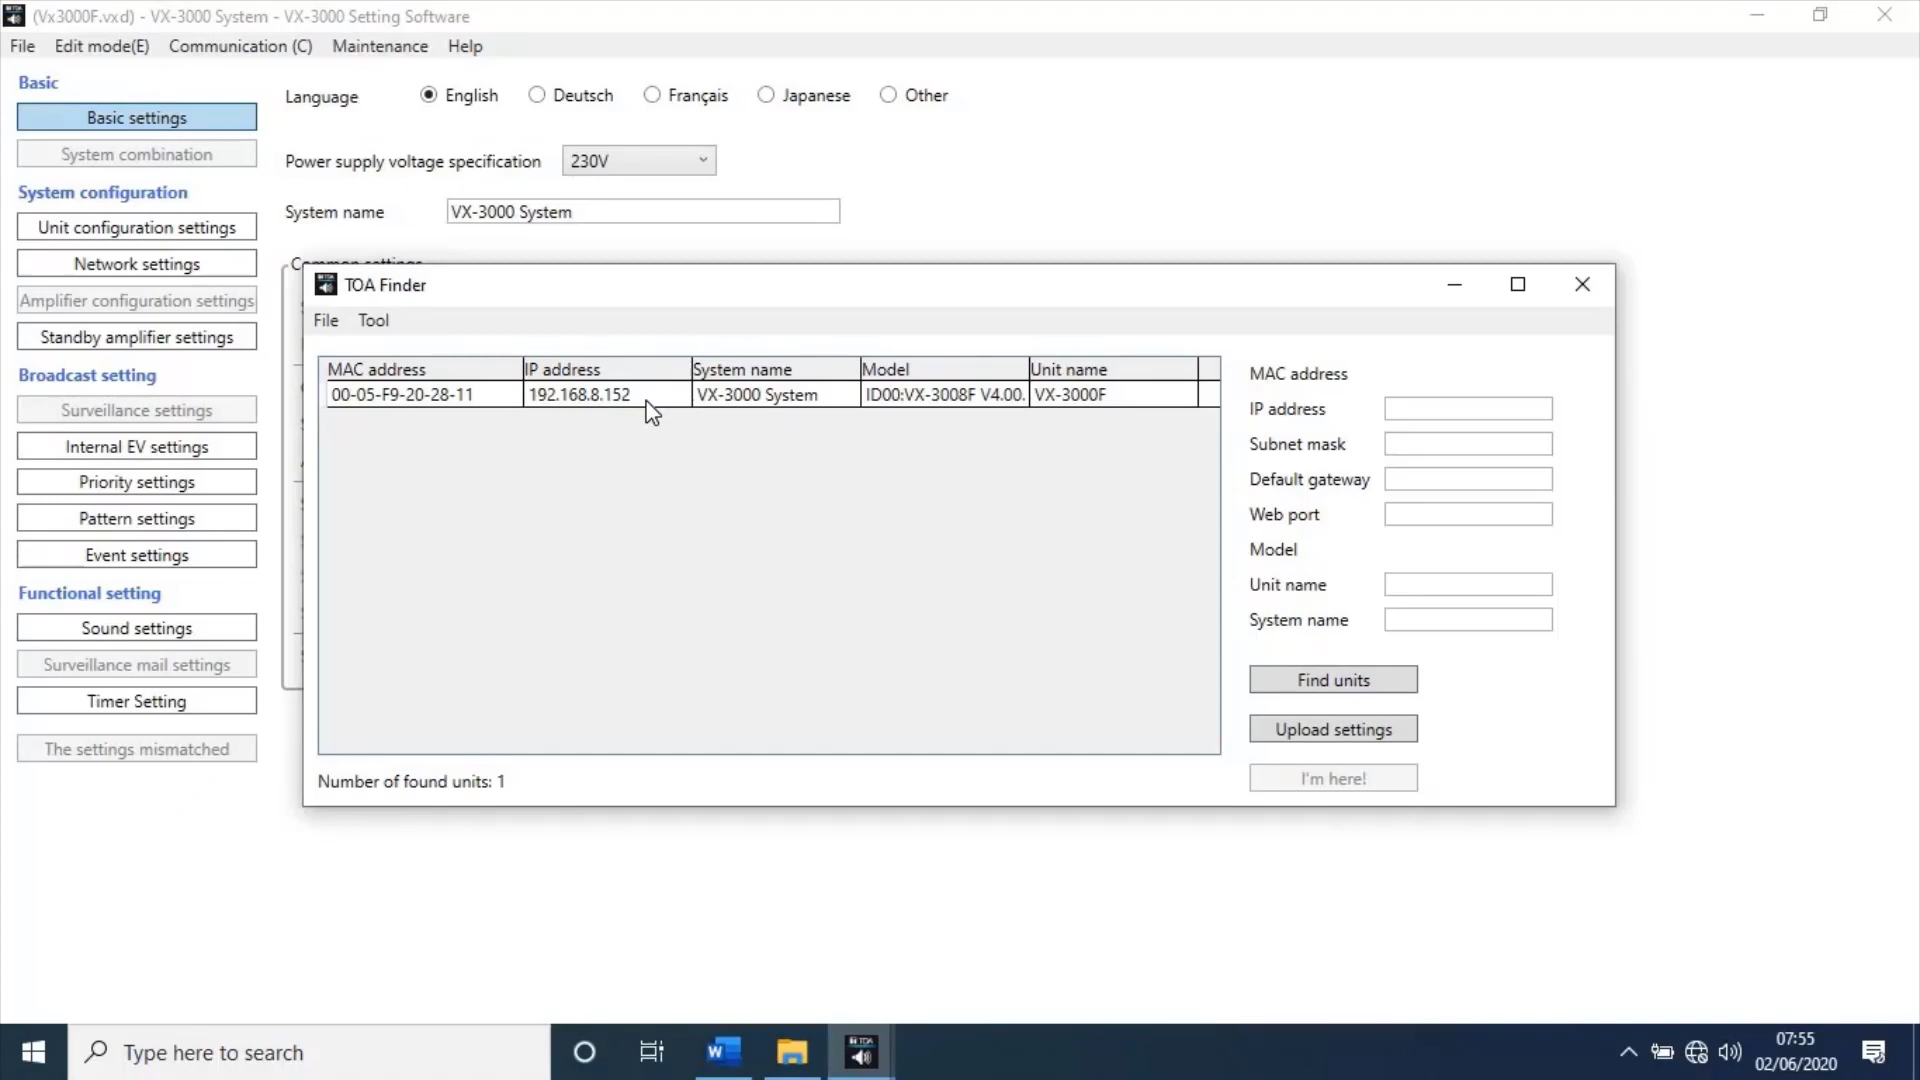 (Vx3000F.vxd) - VX-3000 System - VX-3000 Setting Software
File Edit mode(E) Communication (C) Maintenance Help
Basic
Basic settings
System combination
System configuration
Unit configuration settings
Network settings
Amplifier configuration settings
Standby amplifier settings
Broadcast setting
Surveillance settings
Internal EV settings
Priority settings
Pattern settings
Event settings
Functional setting
Sound settings
Surveillance mail settings
Timer Setting
The settings mismatched
Language English Deutsch Français Japanese Other
Power supply voltage specification 230V
System name VX-3000 System
Common settings
TOA Finder
File Tool
MAC address IP address System name Model Unit name
00-05-F9-20-28-11 192.168.8.152 VX-3000 System ID00:VX-3008F V4.00. VX-3000F
Number of found units: 1
MAC address
IP address
Subnet mask
Default gateway
Web port
Model
Unit name
System name
Find units
Upload settings
I'm here!
Type here to search
07:55
02/06/2020